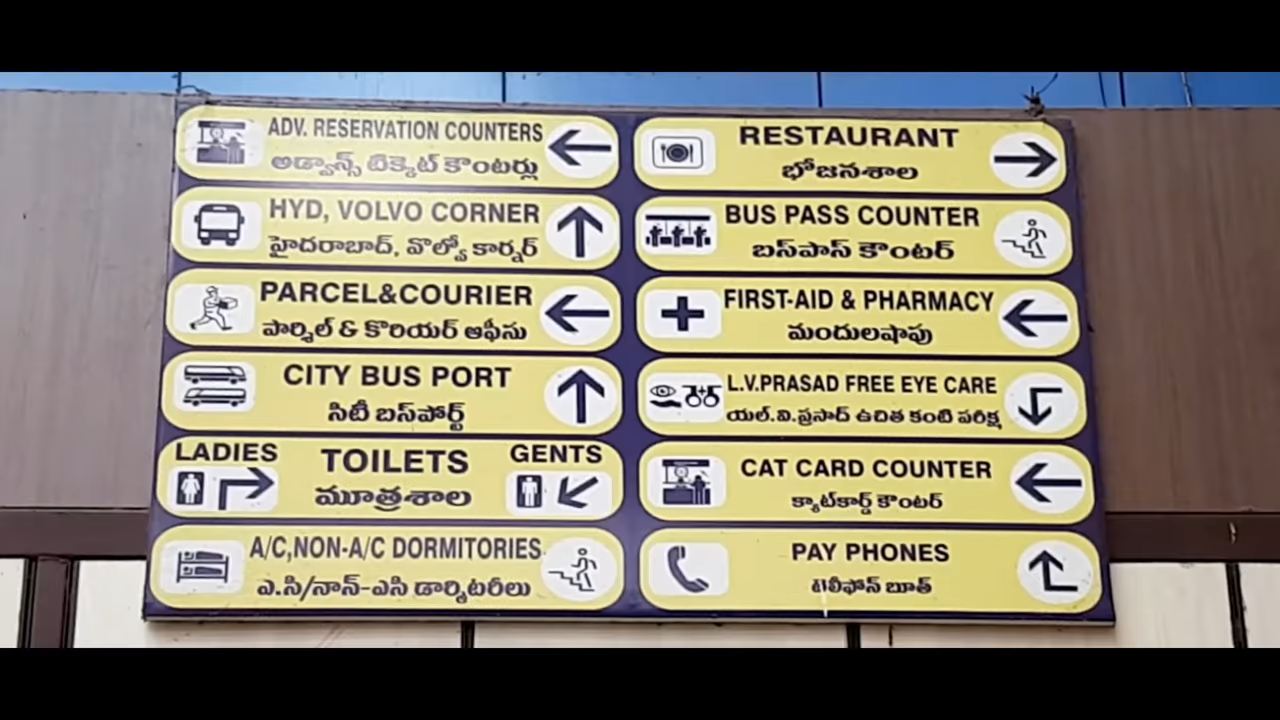 ADV. RESERVATION COUNTERS
అడ్వాన్స్ టిక్కెట్ కౌంటర్లు
HYD, VOLVO CORNER
హైదరాబాద్, వొల్వో కార్నర్
PARCEL&COURIER
పార్శిల్ & కొరియర్ ఆఫీసు
CITY BUS PORT
సిటీ బస్‌పోర్ట్
LADIES TOILETS GENTS
మూత్రశాల
A/C,NON-A/C DORMITORIES
ఎ.సి/నాన్-ఎసి డార్మిటరీలు
RESTAURANT
భోజనశాల
BUS PASS COUNTER
బస్‌పాస్ కౌంటర్
FIRST-AID & PHARMACY
మందులషాపు
L.V.PRASAD FREE EYE CARE
యల్.వి.ప్రసాద్ ఉచిత కంటి పరీక్ష
CAT CARD COUNTER
క్యాట్‌కార్డ్ కౌంటర్
PAY PHONES
టెలీఫోన్ బూత్